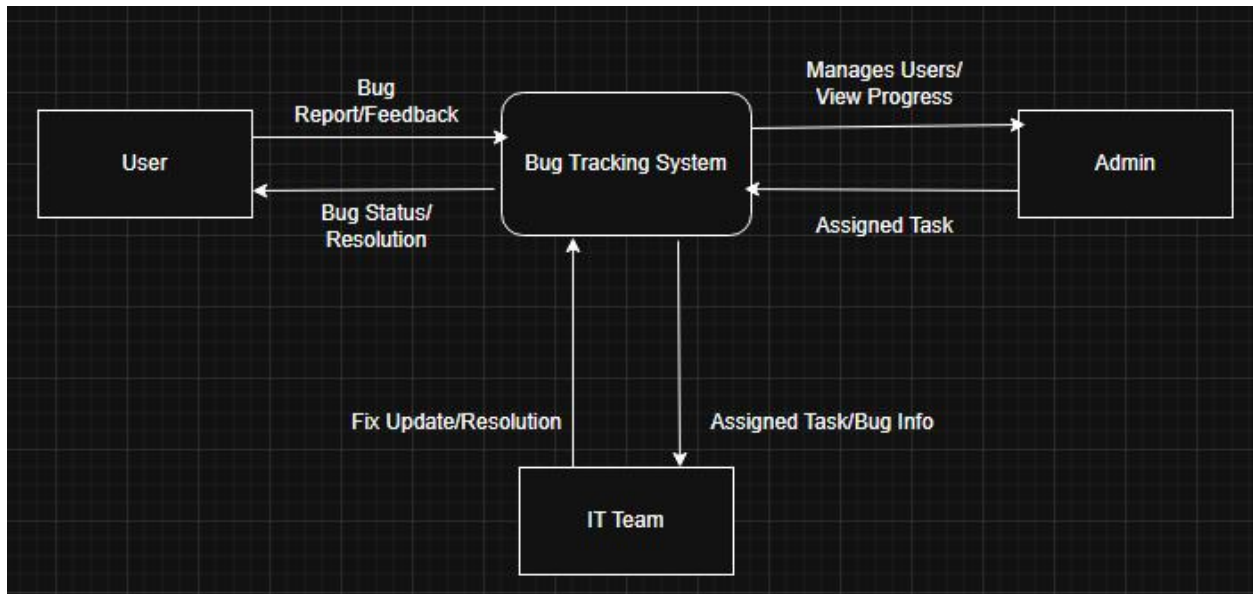 Bug
Report/Feedback
Manages Users/
View Progress
User
Bug Tracking System
Admin
Bug Status/
Resolution
Assigned Task
Fix Update/Resolution
Assigned Task/Bug Info
IT Team